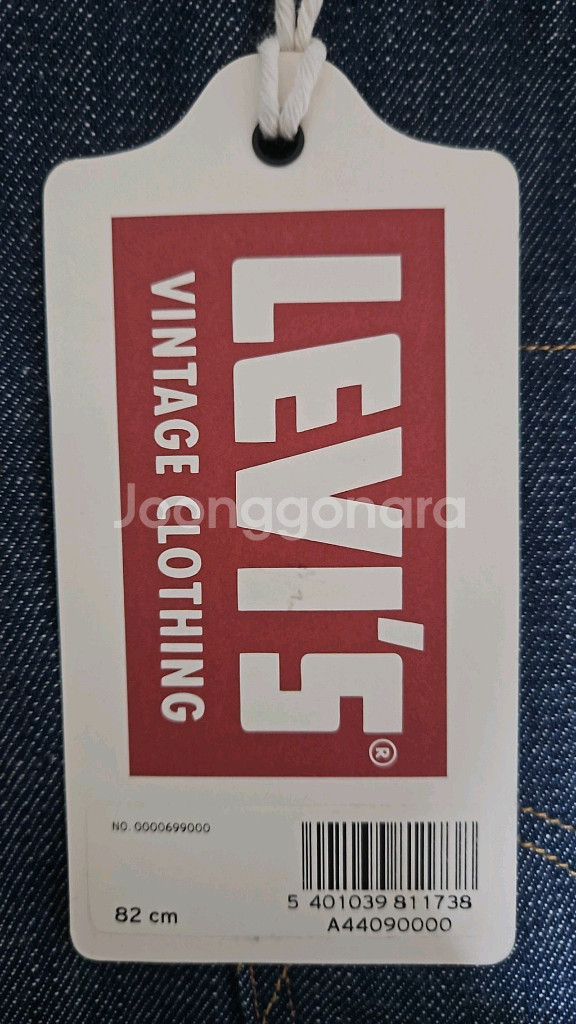 LEVI'S®
VINTAGE CLOTHING
Joonggonara
NO. 0000699000
82 cm
5 401039 811738
A44090000